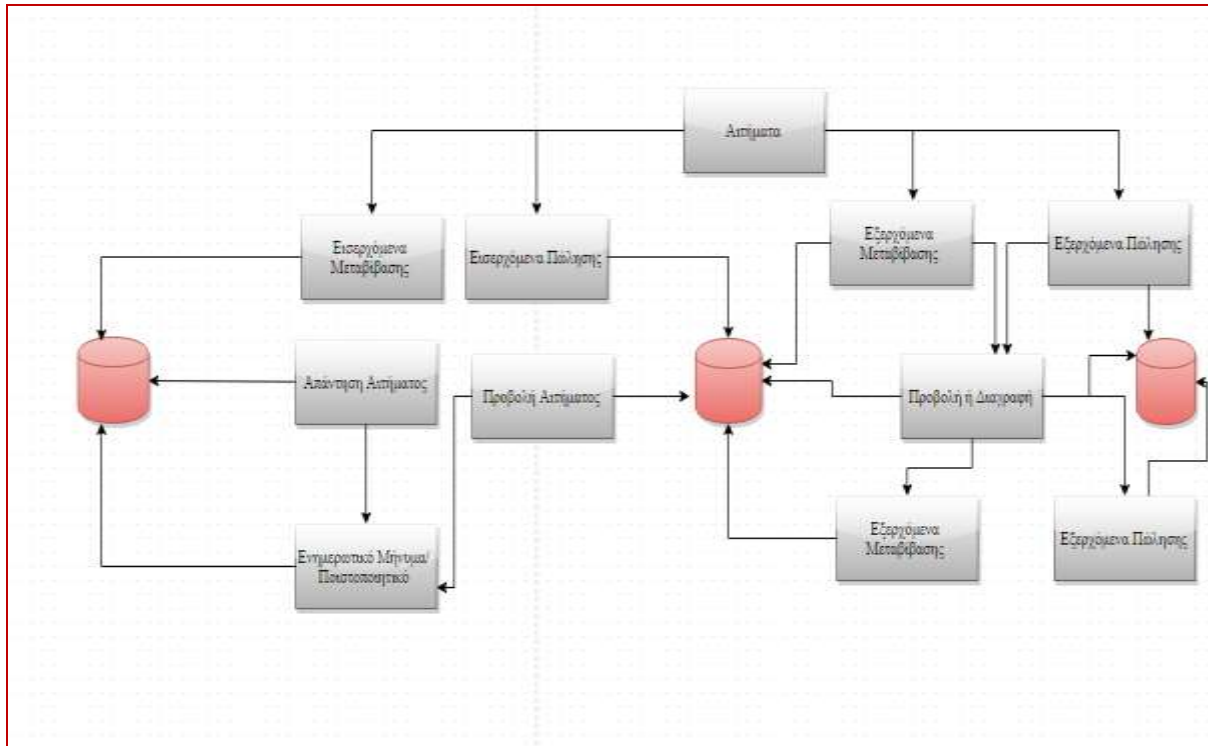 Αιτήματα
Εισερχόμενα
Μεταβίβασης
Εισερχόμενα Πώλησης
Εξερχόμενα
Μεταβίβασης
Εξερχόμενα Πώλησης
Απάντηση Αιτήματος
Προβολή Αιτήματος
Προβολή ή Διαγραφή
Ενημερωτικό Μήνυμα/
Πιστοποιητικό
Εξερχόμενα
Μεταβίβασης
Εξερχόμενα Πώλησης